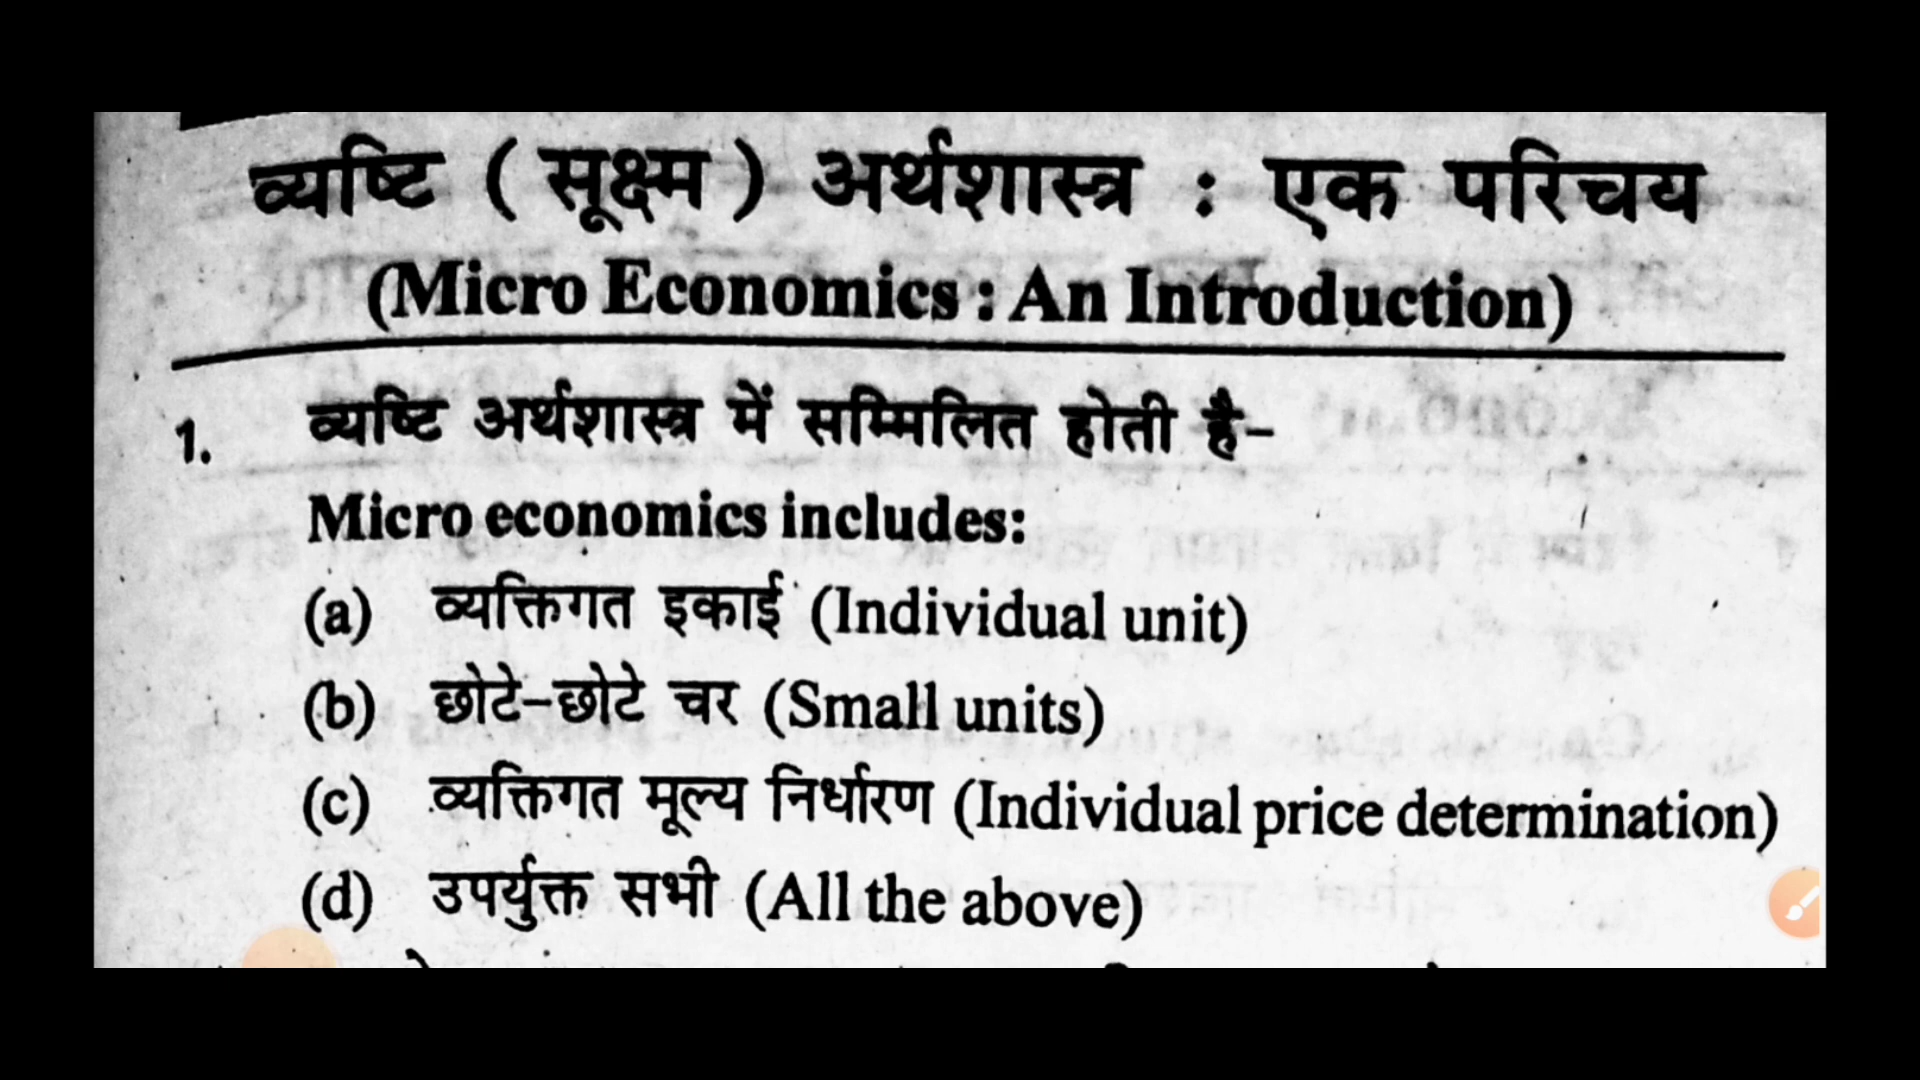 व्यष्टि ( सूक्ष्म ) अर्थशास्त्र : एक परिचय
(Micro Economics : An Introduction)
1. व्यष्टि अर्थशास्त्र में सम्मिलित होती है-
Micro economics includes:
(a) व्यक्तिगत इकाई (Individual unit)
(b) छोटे-छोटे चर (Small units)
(c) व्यक्तिगत मूल्य निर्धारण (Individual price determination)
(d) उपर्युक्त सभी (All the above)